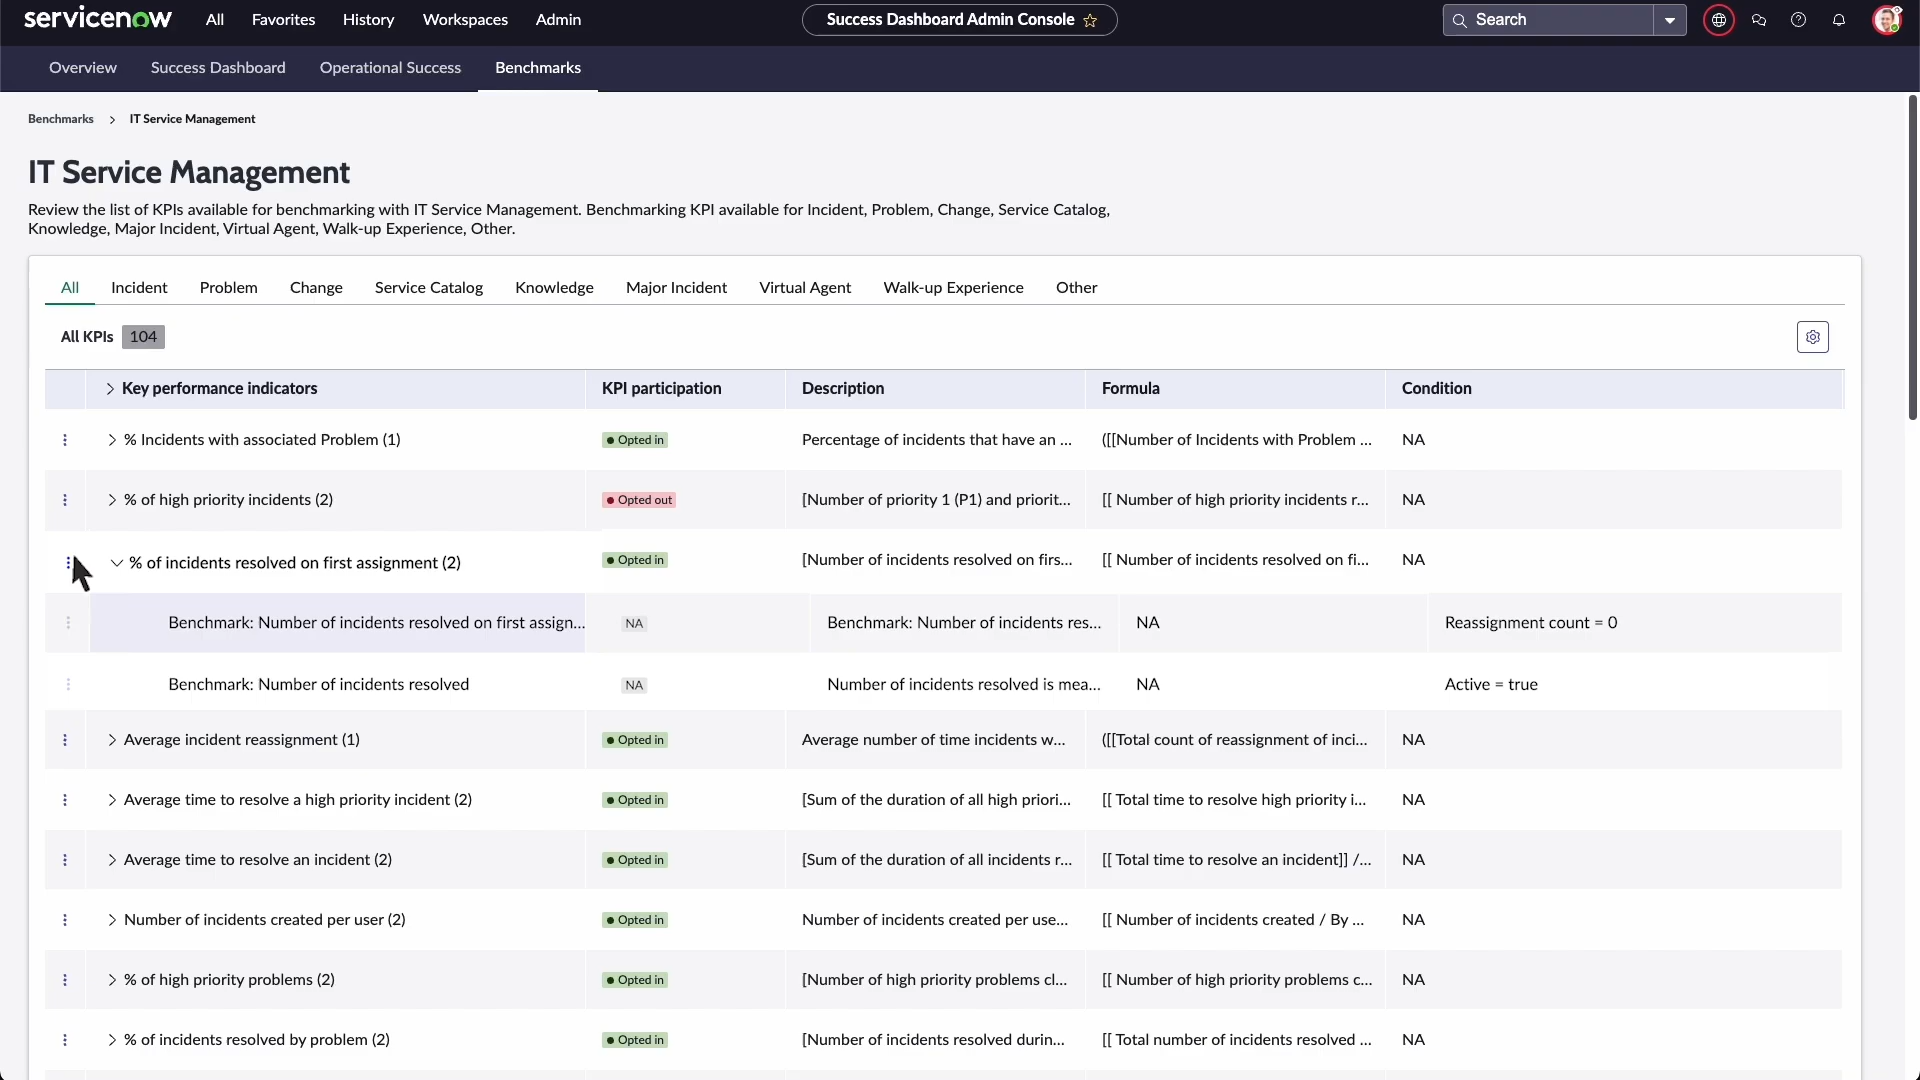 servicenow All Favorites History Workspaces Admin Success Dashboard Admin Console Search
Overview Success Dashboard Operational Success Benchmarks
Benchmarks > IT Service Management
IT Service Management
Review the list of KPIs available for benchmarking with IT Service Management. Benchmarking KPI available for Incident, Problem, Change, Service Catalog,
Knowledge, Major Incident, Virtual Agent, Walk-up Experience, Other.
All Incident Problem Change Service Catalog Knowledge Major Incident Virtual Agent Walk-up Experience Other
All KPIs 104
Key performance indicators KPI participation Description Formula Condition
% Incidents with associated Problem (1) Opted in Percentage of incidents that have an ... ([[Number of Incidents with Problem ... NA
% of high priority incidents (2) Opted out [Number of priority 1 (P1) and priorit... [[ Number of high priority incidents r... NA
% of incidents resolved on first assignment (2) Opted in [Number of incidents resolved on firs... [[ Number of incidents resolved on fi... NA
Benchmark: Number of incidents resolved on first assign... NA Benchmark: Number of incidents res... NA Reassignment count = 0
Benchmark: Number of incidents resolved NA Number of incidents resolved is mea... NA Active = true
Average incident reassignment (1) Opted in Average number of time incidents w... ([[Total count of reassignment of inci... NA
Average time to resolve a high priority incident (2) Opted in [Sum of the duration of all high priori... [[ Total time to resolve high priority i... NA
Average time to resolve an incident (2) Opted in [Sum of the duration of all incidents r... [[ Total time to resolve an incident]] /... NA
Number of incidents created per user (2) Opted in Number of incidents created per use... [[ Number of incidents created / By ... NA
% of high priority problems (2) Opted in [Number of high priority problems cl... [[ Number of high priority problems c... NA
% of incidents resolved by problem (2) Opted in [Number of incidents resolved durin... [[ Total number of incidents resolved ... NA